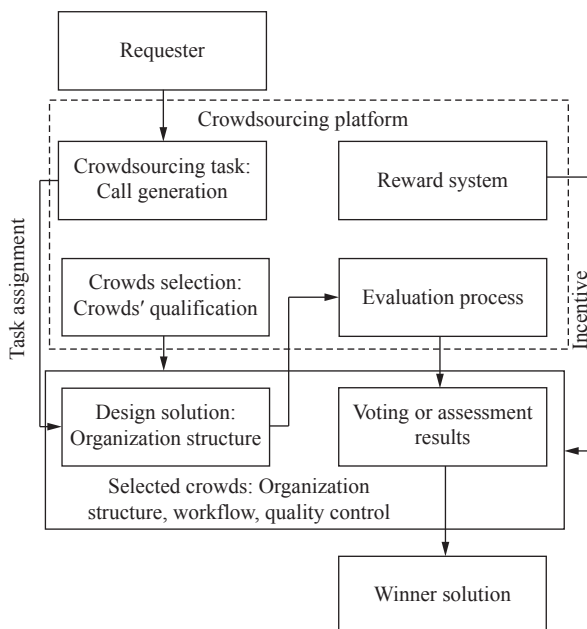 Requester
Crowdsourcing platform
Crowdsourcing task:
Call generation
Reward system
Task assignment
Crowds selection:
Crowds′ qualification
Evaluation process
Incentive
Design solution:
Organization structure
Voting or assessment
results
Selected crowds: Organization
structure, workflow, quality control
Winner solution